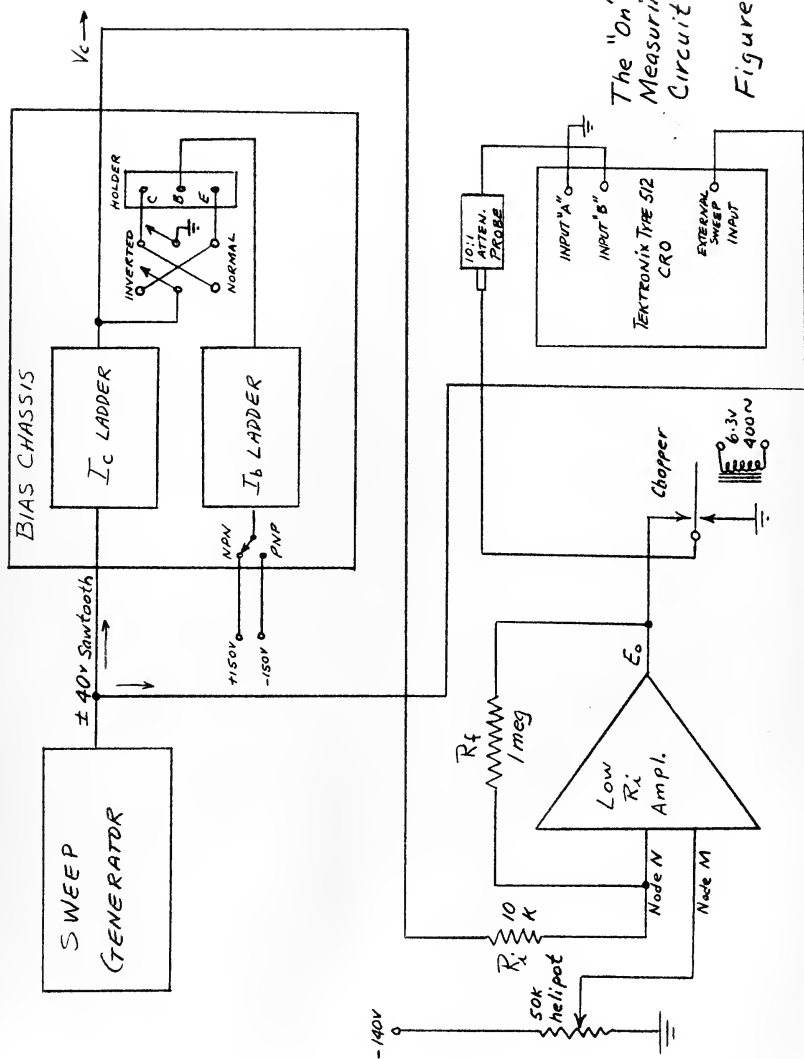 SWEEP
GENERATOR
± 40v Sawtooth
BIAS CHASSIS
Ic LADDER
Ib LADDER
+150V
-150V
NPN
PNP
INVERTED
NORMAL
HOLDER
C
B
E
Vc
-140V
50K
helipot
Ri
10
K
Node N
Node M
Rf
1meg
Low
Ri
Ampl.
Eo
Chopper
6.3V
400~
10:1
ATTEN.
PROBE
INPUT "A"
INPUT "B"
TEKTRONIX TYPE 512
CRO
EXTERNAL
SWEEP
INPUT
The "On"
Measuri
Circuit
Figure